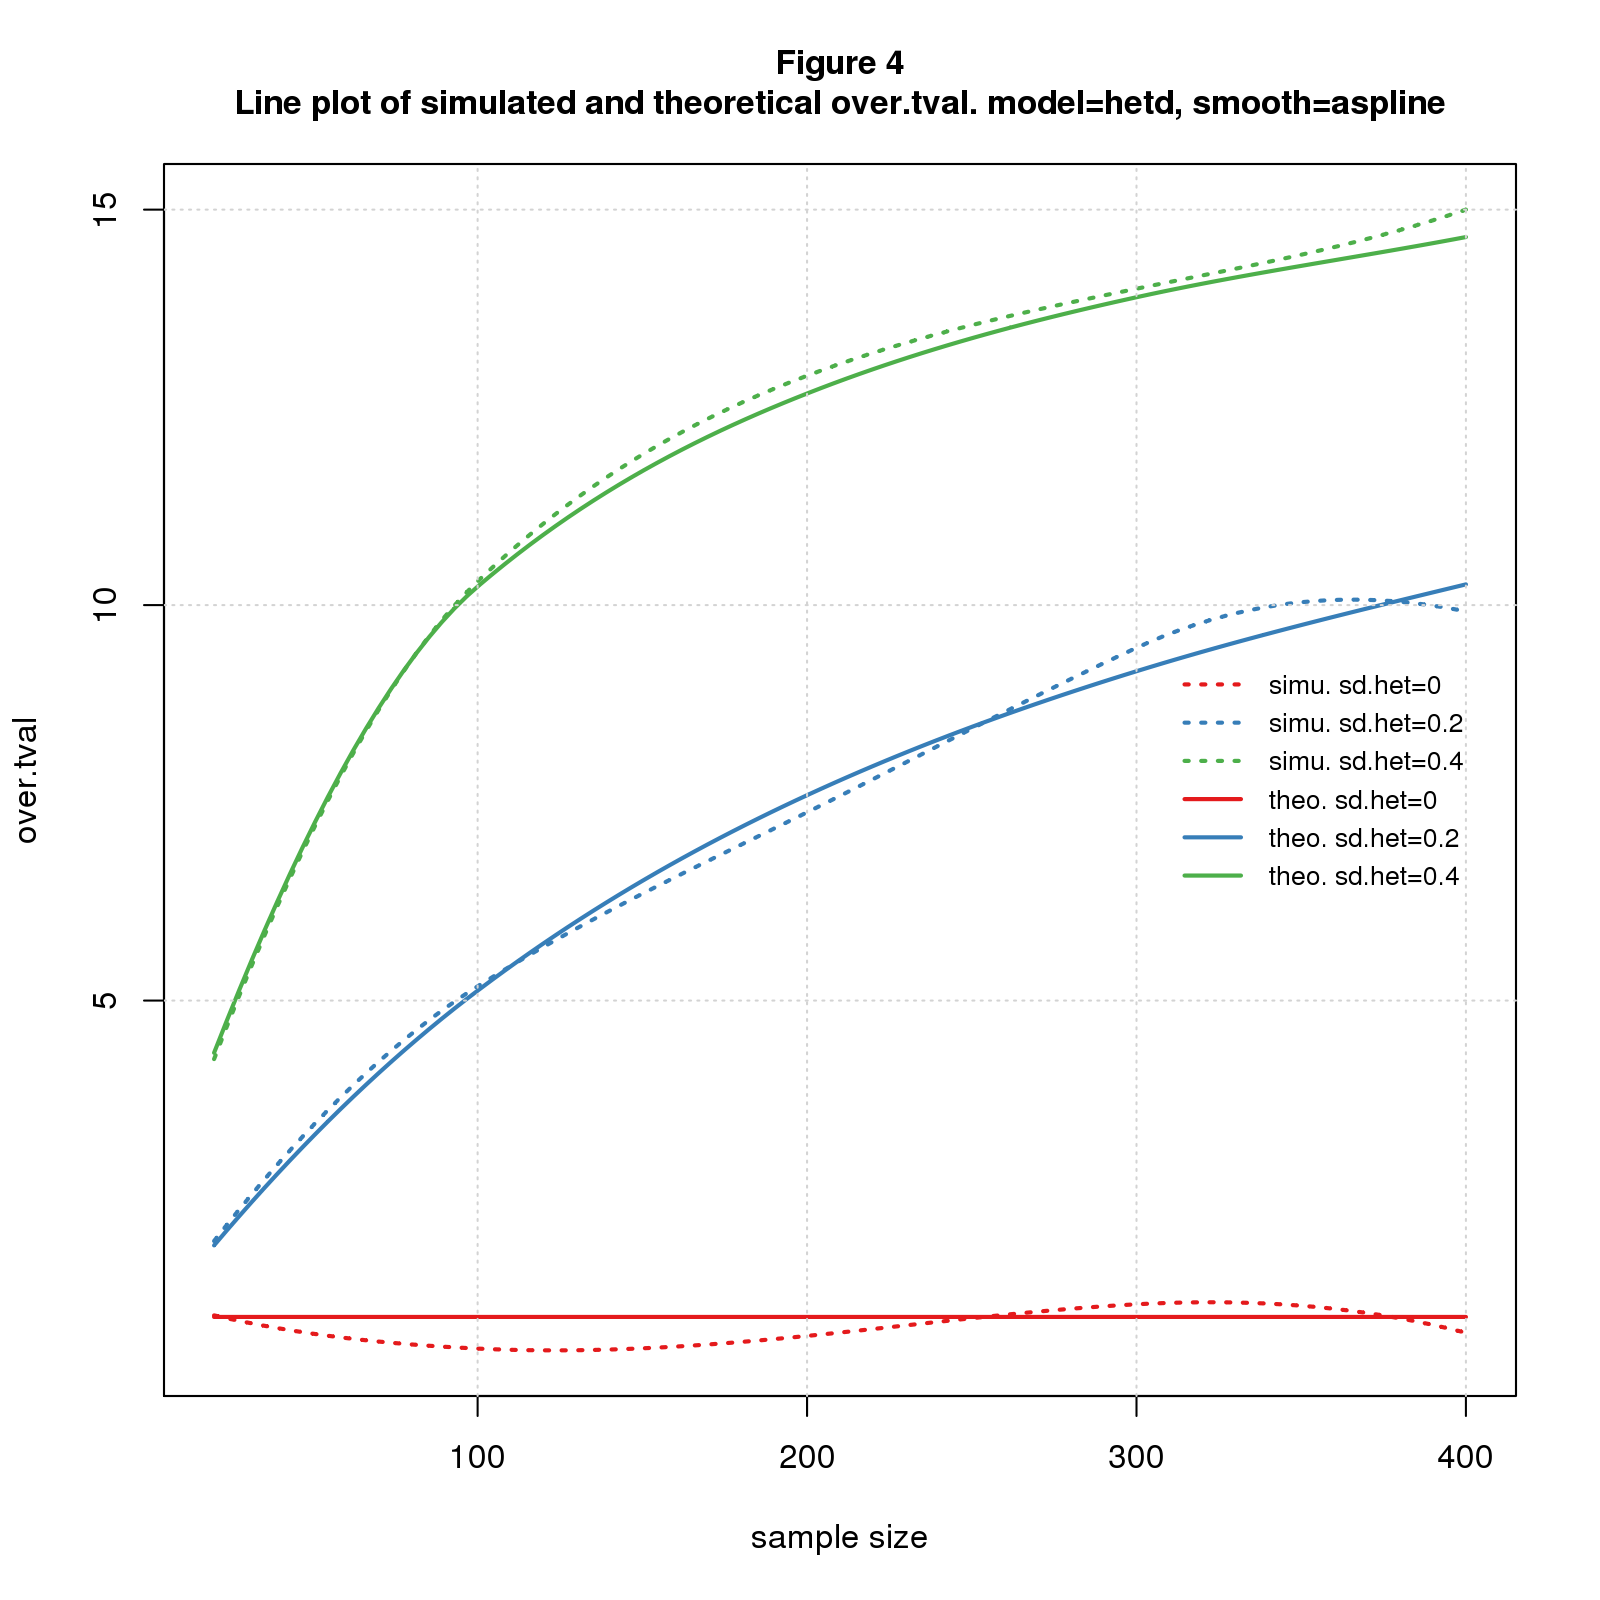 Figure 4
Line plot of simulated and theoretical over.tval. model=hetd, smooth=aspline
15
10
5
over.tval
simu. sd.het=0
simu. sd.het=0.2
simu. sd.het=0.4
theo. sd.het=0
theo. sd.het=0.2
theo. sd.het=0.4
100 200 300 400
sample size